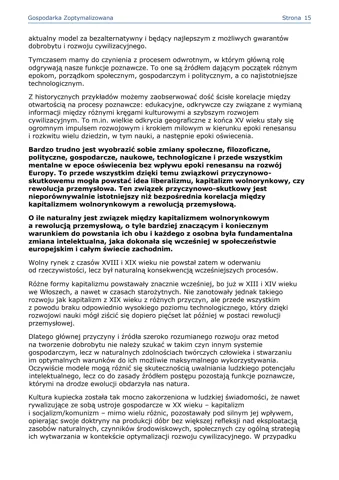 Gospodarka Zoptymalizowana Strona 15
aktualny model za bezalternatywny i będący najlepszym z możliwych gwarantów
dobrobytu i rozwoju cywilizacyjnego.
Tymczasem mamy do czynienia z procesem odwrotnym, w którym główną rolę
odgrywają nasze funkcje poznawcze. To one są źródłem dającym początek różnym
epokom, porządkom społecznym, gospodarczym i politycznym, a co najistotniejsze
technologicznym.
Z historycznych przykładów możemy zaobserwować dość ścisłe korelacje między
otwartością na procesy poznawcze: edukacyjne, odkrywcze czy związane z wymianą
informacji między różnymi kręgami kulturowymi a szybszym rozwojem
cywilizacyjnym. To m.in. wielkie odkrycia geograficzne z końca XV wieku stały się
ogromnym impulsem rozwojowym i krokiem milowym w kierunku epoki renesansu
i rozkwitu wielu dziedzin, w tym nauki, a następnie epoki oświecenia.
Bardzo trudno jest wyobrazić sobie zmiany społeczne, filozoficzne,
polityczne, gospodarcze, naukowe, technologiczne i przede wszystkim
mentalne w epoce oświecenia bez wpływu epoki renesansu na rozwój
Europy. To przede wszystkim dzięki temu związkowi przyczynowo-
skutkowemu mogła powstać idea liberalizmu, kapitalizm wolnorynkowy, czy
rewolucja przemysłowa. Ten związek przyczynowo-skutkowy jest
nieporównywalnie istotniejszy niż bezpośrednia korelacja między
kapitalizmem wolnorynkowym a rewolucją przemysłową.
O ile naturalny jest związek między kapitalizmem wolnorynkowym
a rewolucją przemysłową, o tyle bardziej znaczącym i koniecznym
warunkiem do powstania ich obu i każdego z osobna była fundamentalna
zmiana intelektualna, jaka dokonała się wcześniej w społeczeństwie
europejskim i całym świecie zachodnim.
Wolny rynek z czasów XVIII i XIX wieku nie powstał zatem w oderwaniu
od rzeczywistości, lecz był naturalną konsekwencją wcześniejszych procesów.
Różne formy kapitalizmu powstawały znacznie wcześniej, bo już w XIII i XIV wieku
we Włoszech, a nawet w czasach starożytnych. Nie zanotowały jednak takiego
rozwoju jak kapitalizm z XIX wieku z różnych przyczyn, ale przede wszystkim
z powodu braku odpowiednio wysokiego poziomu technologicznego, który dzięki
rozwojowi nauki mógł ziścić się dopiero pięćset lat później w postaci rewolucji
przemysłowej.
Dlatego głównej przyczyny i źródła szeroko rozumianego rozwoju oraz metod
na tworzenie dobrobytu nie należy szukać w takim czyn innym systemie
gospodarczym, lecz w naturalnych zdolnościach twórczych człowieka i stwarzaniu
im optymalnych warunków do ich możliwie maksymalnego wykorzystywania.
Oczywiście modele mogą różnić się skutecznością uwalniania ludzkiego potencjału
intelektualnego, lecz co do zasady źródłem postępu pozostają funkcje poznawcze,
którymi na drodze ewolucji obdarzyła nas natura.
Kultura kupiecka została tak mocno zakorzeniona w ludzkiej świadomości, że nawet
rywalizujące ze sobą ustroje gospodarcze w XX wieku – kapitalizm
i socjalizm/komunizm – mimo wielu różnic, pozostawały pod silnym jej wpływem,
opierając swoje doktryny na produkcji dóbr bez większej refleksji nad eksploatacją
zasobów naturalnych, czynników środowiskowych, społecznych czy ogólną strategią
ich wytwarzania w kontekście optymalizacji rozwoju cywilizacyjnego. W przypadku